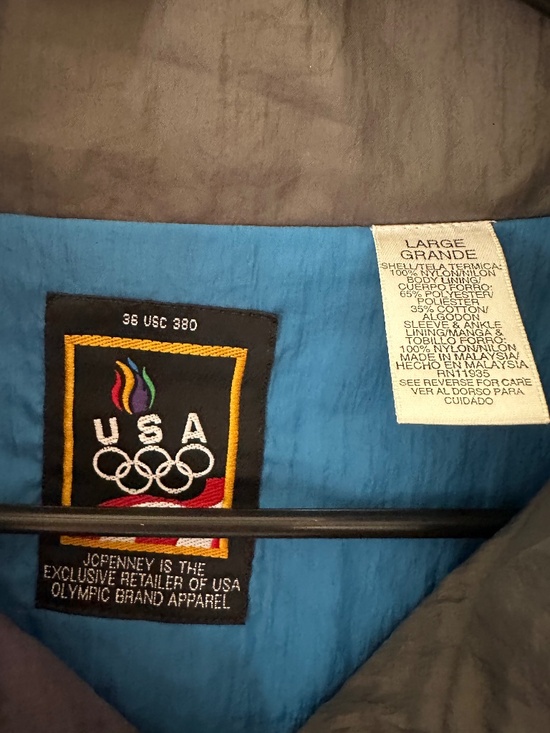 36 USC 380
USA
JCPENNEY IS THE
EXCLUSIVE RETAILER OF USA
OLYMPIC BRAND APPAREL
LARGE
GRANDE
SHELL/TELA TERMICA:
100% NYLON/NILON
BODY LINING/
CUERPO FORRO:
65% POLYESTER/
POLIESTER
35% COTTON/
ALGODON
SLEEVE & ANKLE
LINING/MANGA &
TOBILLO FORRO:
100% NYLON/NILON
MADE IN MALAYSIA/
HECHO EN MALAYSIA
RN11935
SEE REVERSE FOR CARE
VER AL DORSO PARA
CUIDADO